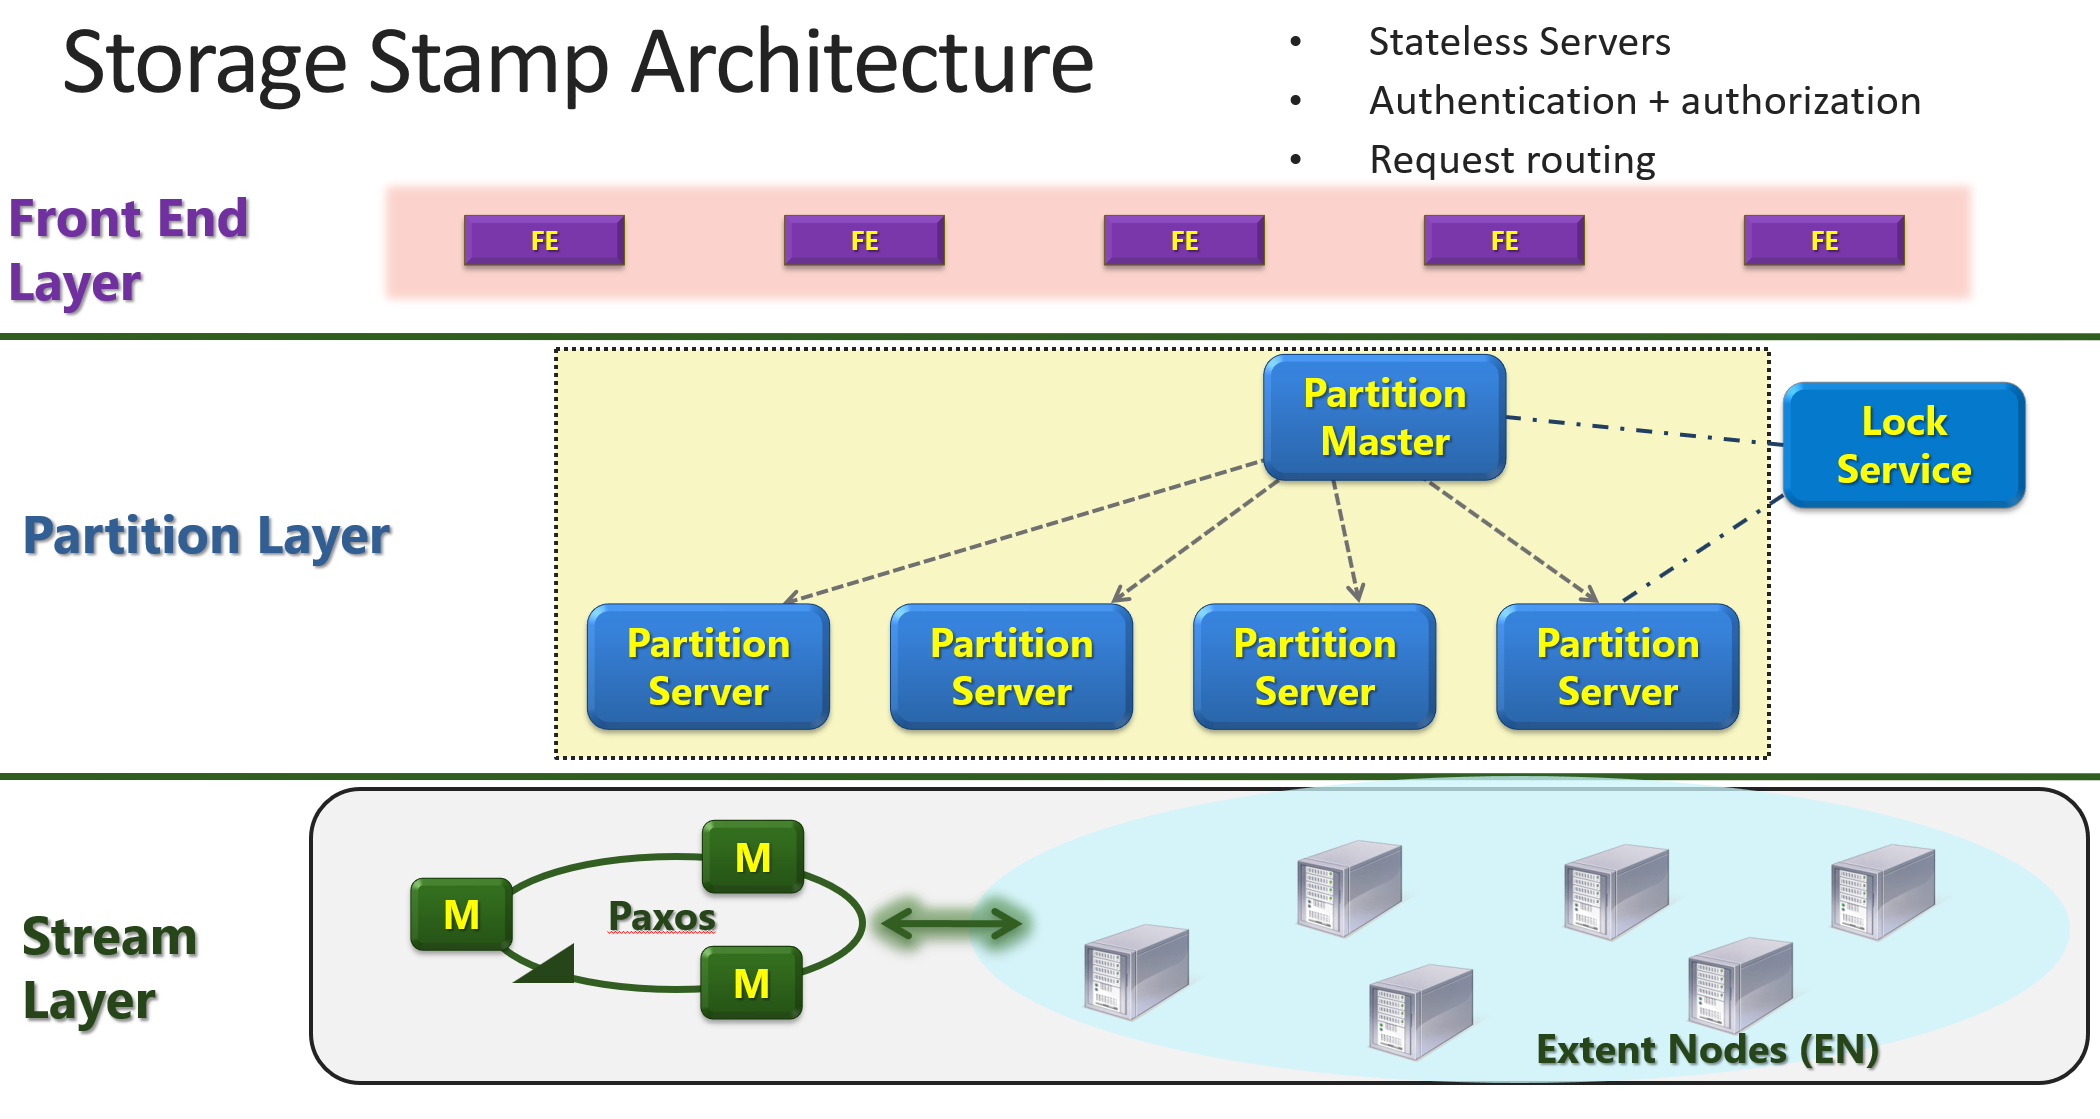 Storage Stamp Architecture
• Stateless Servers
• Authentication + authorization
• Request routing
Front End
Layer
FE
FE
FE
FE
FE
Partition
Master
Lock
Service
Partition Layer
Partition
Server
Partition
Server
Partition
Server
Partition
Server
Stream
Layer
M
M
M
Paxos
Extent Nodes (EN)